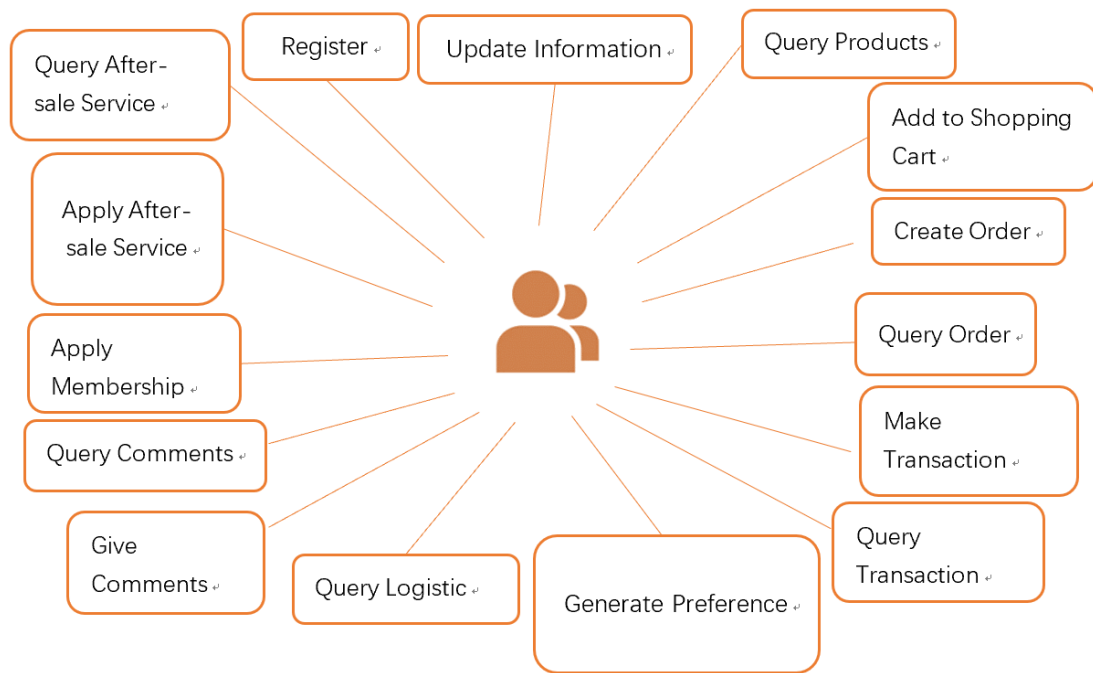 Register
Update Information
Query Products
Query After-
sale Service
Add to Shopping
Cart
Apply After-
sale Service
Create Order
Apply
Membership
Query Order
Query Comments
Make
Transaction
Give
Comments
Query Logistic
Generate Preference
Query
Transaction